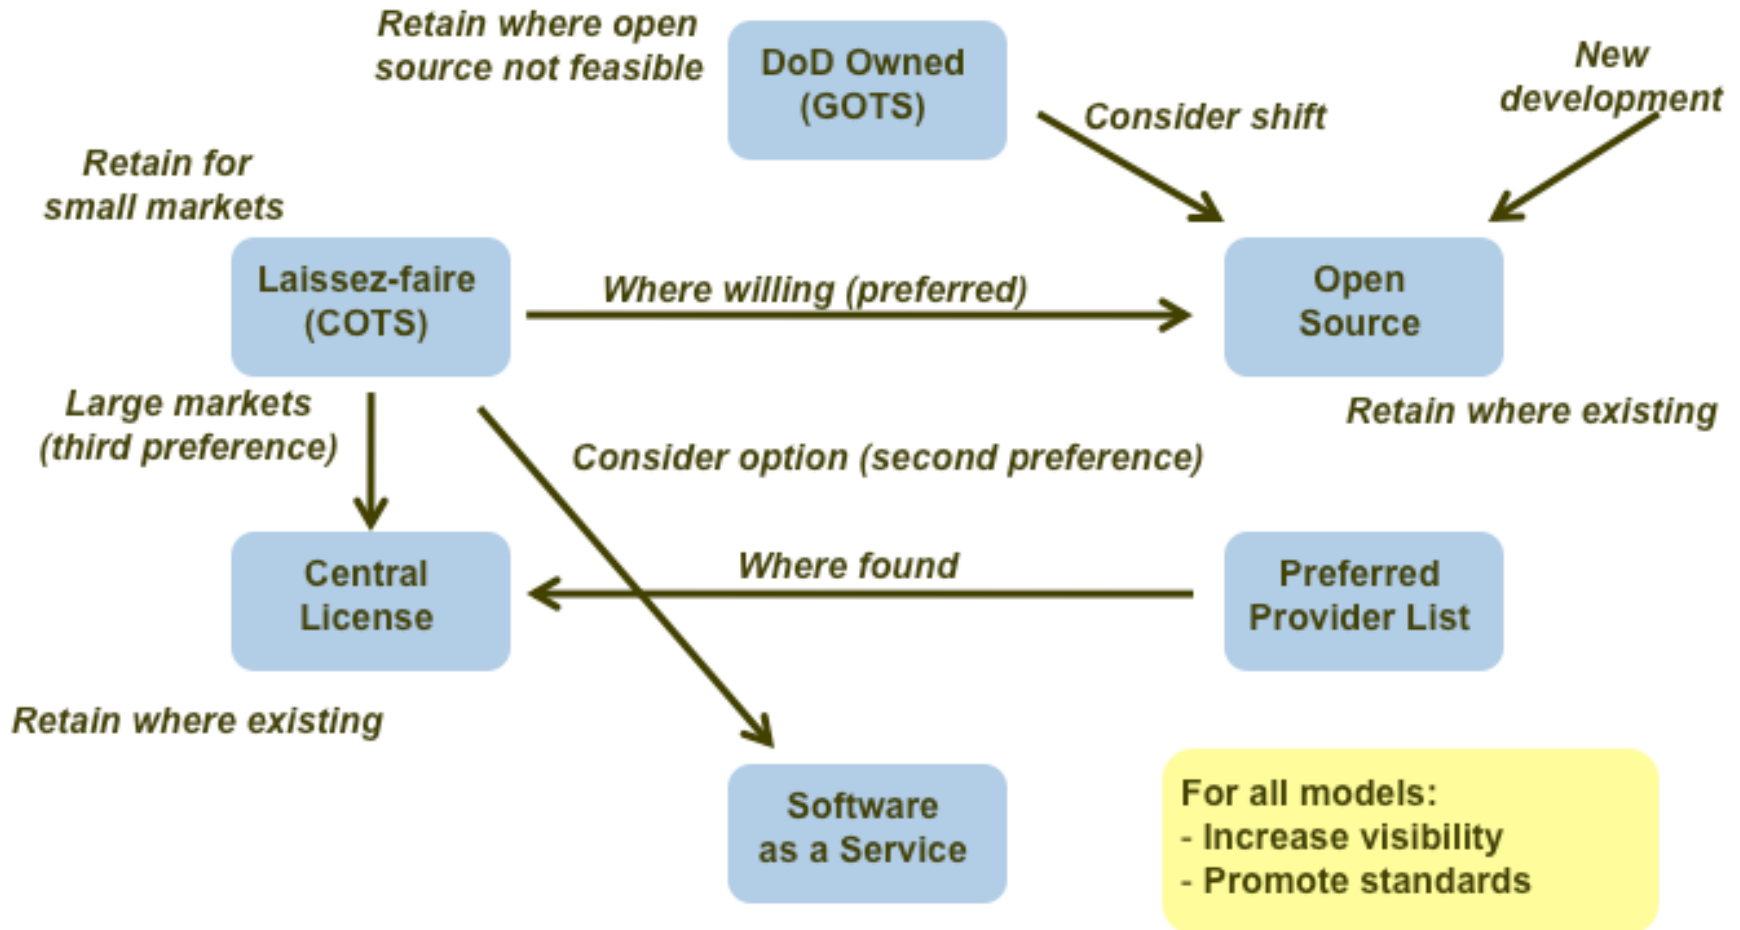 Retain where open
source not feasible
DoD Owned
(GOTS)
New
development
Consider shift
Retain for
small markets
Laissez-faire
(COTS)
Where willing (preferred)
Open
Source
Large markets
(third preference)
Retain where existing
Consider option (second preference)
Central
License
Where found
Preferred
Provider List
Retain where existing
Software
as a Service
For all models:
- Increase visibility
- Promote standards